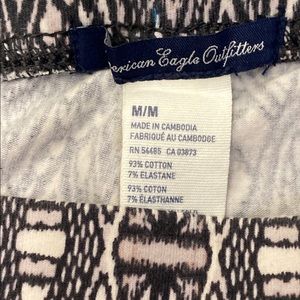 erican Eagle Outfitters
M/M
MADE IN CAMBODIA
FABRIQUÉ AU CAMBODGE
RN 54485 CA 03873
93% COTTON
7% ELASTANE
93% COTON
7% ÉLASTHANNE